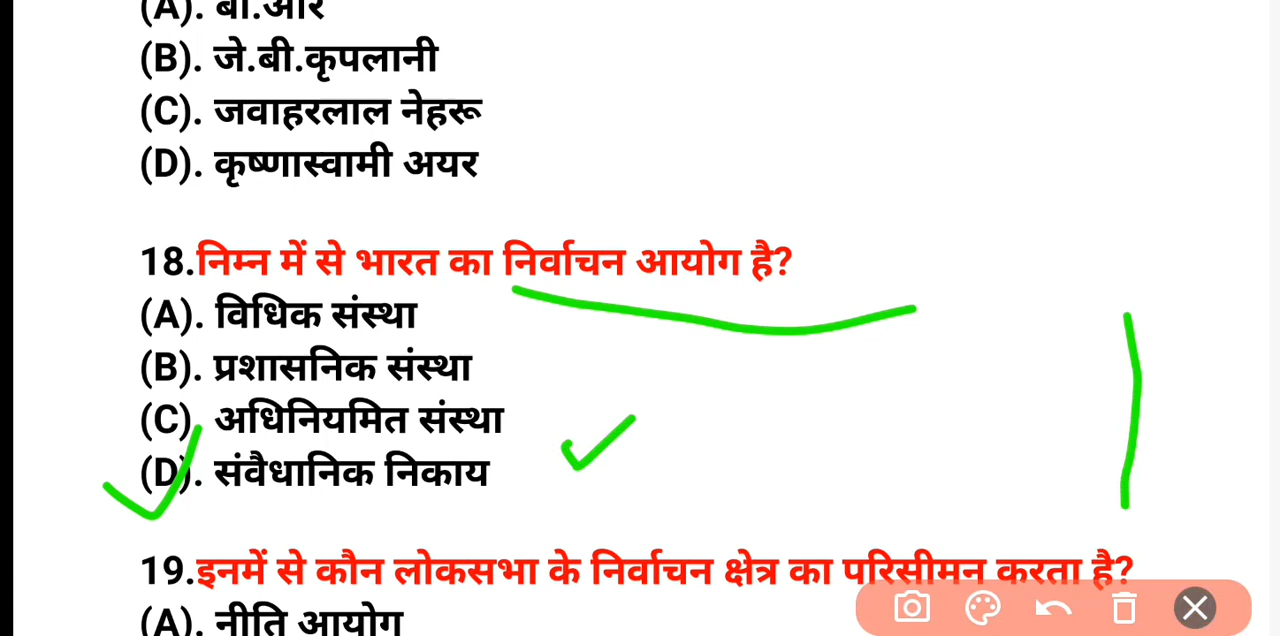 (A). बी.आर
(B). जे.बी.कृपलानी
(C). जवाहरलाल नेहरू
(D). कृष्णास्वामी अयर
18.निम्न में से भारत का निर्वाचन आयोग है?
(A). विधिक संस्था
(B). प्रशासनिक संस्था
(C). अधिनियमित संस्था
(D). संवैधानिक निकाय
19.इनमें से कौन लोकसभा के निर्वाचन क्षेत्र का परिसीमन करता है?
(A). नीति आयोग